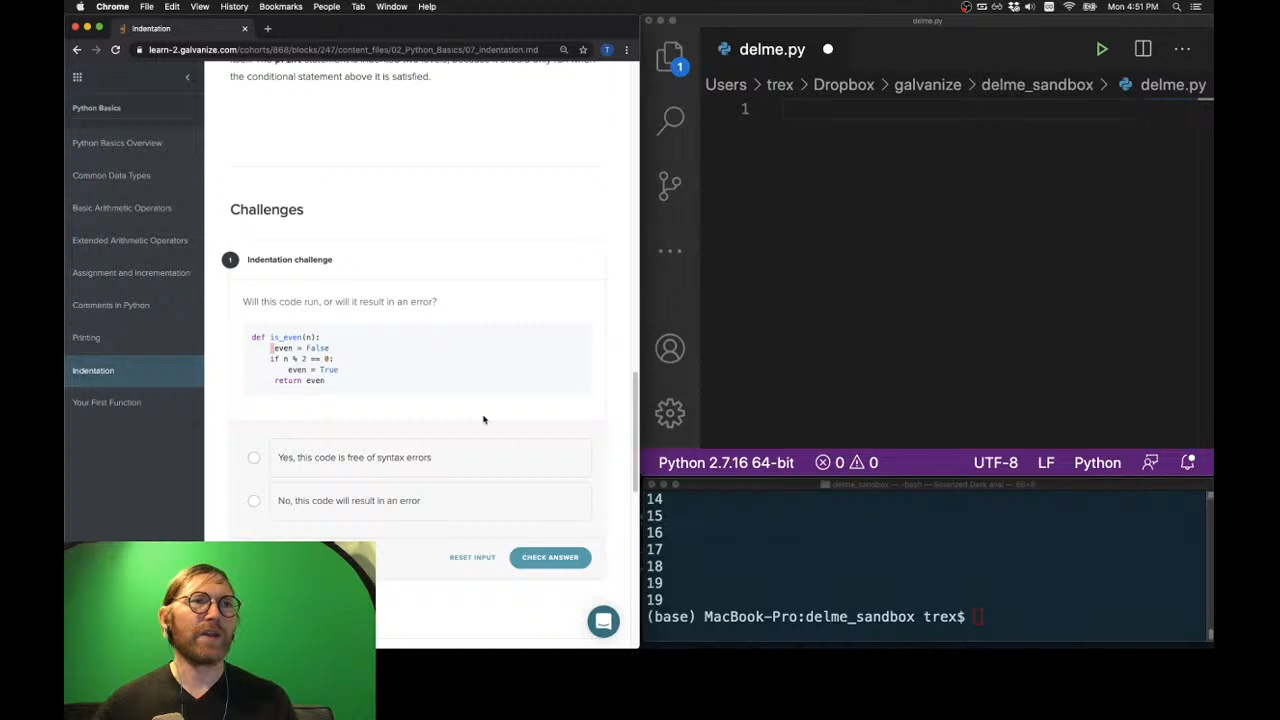 Chrome File Edit View History Bookmarks People Tab Window Help
Mon 4:51 PM
Indentation
delme.py
learn-2.galvanize.com/cohorts/868/blocks/247/content_files/02_Python_Basics/07_Indentation.md
T
delme.py
1
Users > trex > Dropbox > galvanize > delme_sandbox > delme.py
1
the conditional statement above it is satisfied.
Python Basics
Python Basics Overview
Common Data Types
Basic Arithmetic Operators
Extended Arithmetic Operators
Assignment and Incrementation
Comments in Python
Printing
Indentation
Your First Function
Challenges
1 Indentation challenge
Will this code run, or will it result in an error?
def is_even(n):
even = False
if n % 2 == 0:
even = True
return even
Yes, this code is free of syntax errors
No, this code will result in an error
RESET INPUT CHECK ANSWER
Python 2.7.16 64-bit 0 0 UTF-8 LF Python
14
15
16
17
18
19
19
(base) MacBook-Pro:delme_sandbox trex$